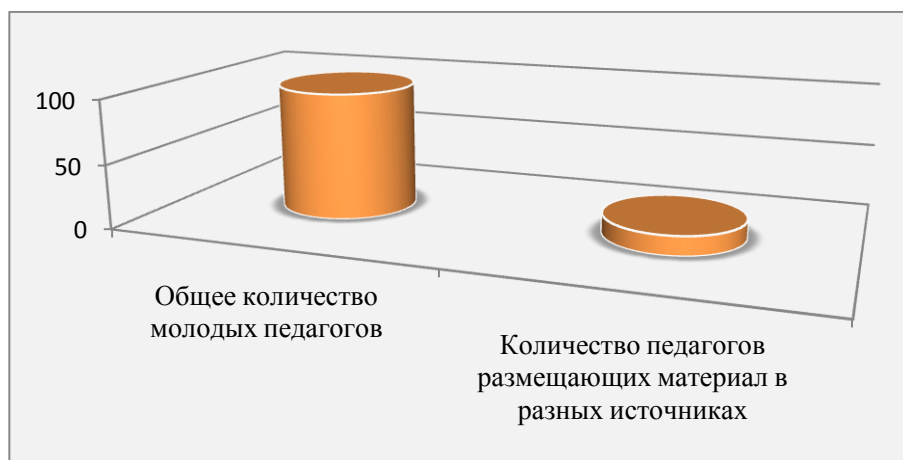 100
50
0
Общее количество
молодых педагогов
Количество педагогов
размещающих материал в
разных источниках